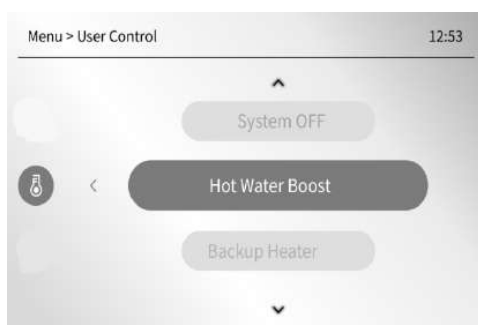 Menu > User Control 12:53
System OFF
<
Hot Water Boost
Backup Heater